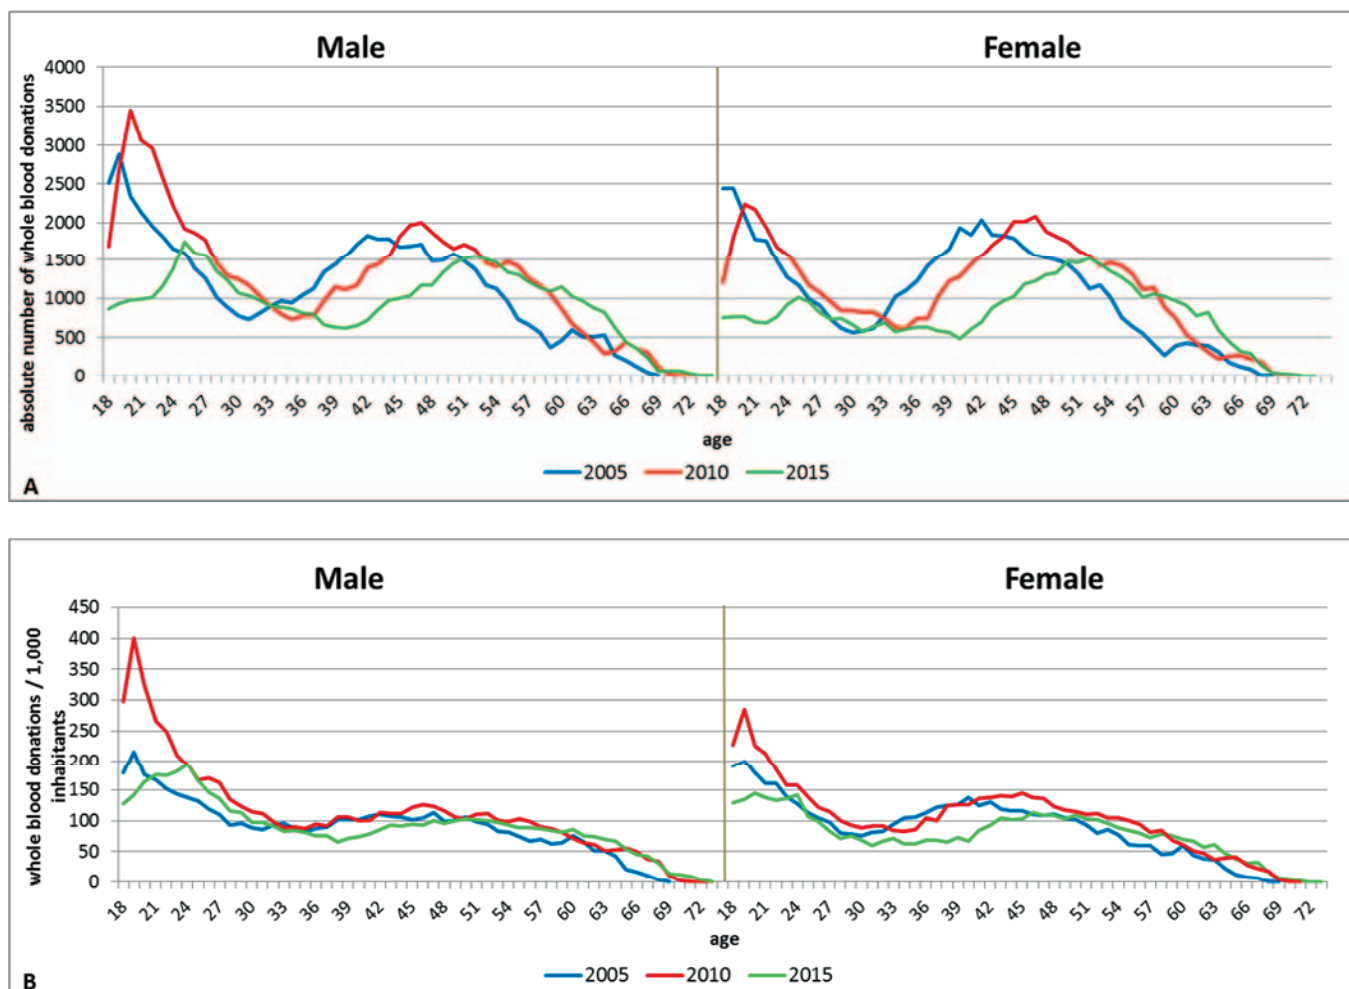 Male Female
absolute number of whole blood donations
4000
3500
3000
2500
2000
1500
1000
500
0
18 21 24 27 30 33 36 39 42 45 48 51 54 57 60 63 66 69 72 18 21 24 27 30 33 36 39 42 45 48 51 54 57 60 63 66 69 72
age
2005 2010 2015
A
Male Female
whole blood donations / 1,000
inhabitants
450
400
350
300
250
200
150
100
50
0
18 21 24 27 30 33 36 39 42 45 48 51 54 57 60 63 66 69 72 18 21 24 27 30 33 36 39 42 45 48 51 54 57 60 63 66 69 72
age
2005 2010 2015
B